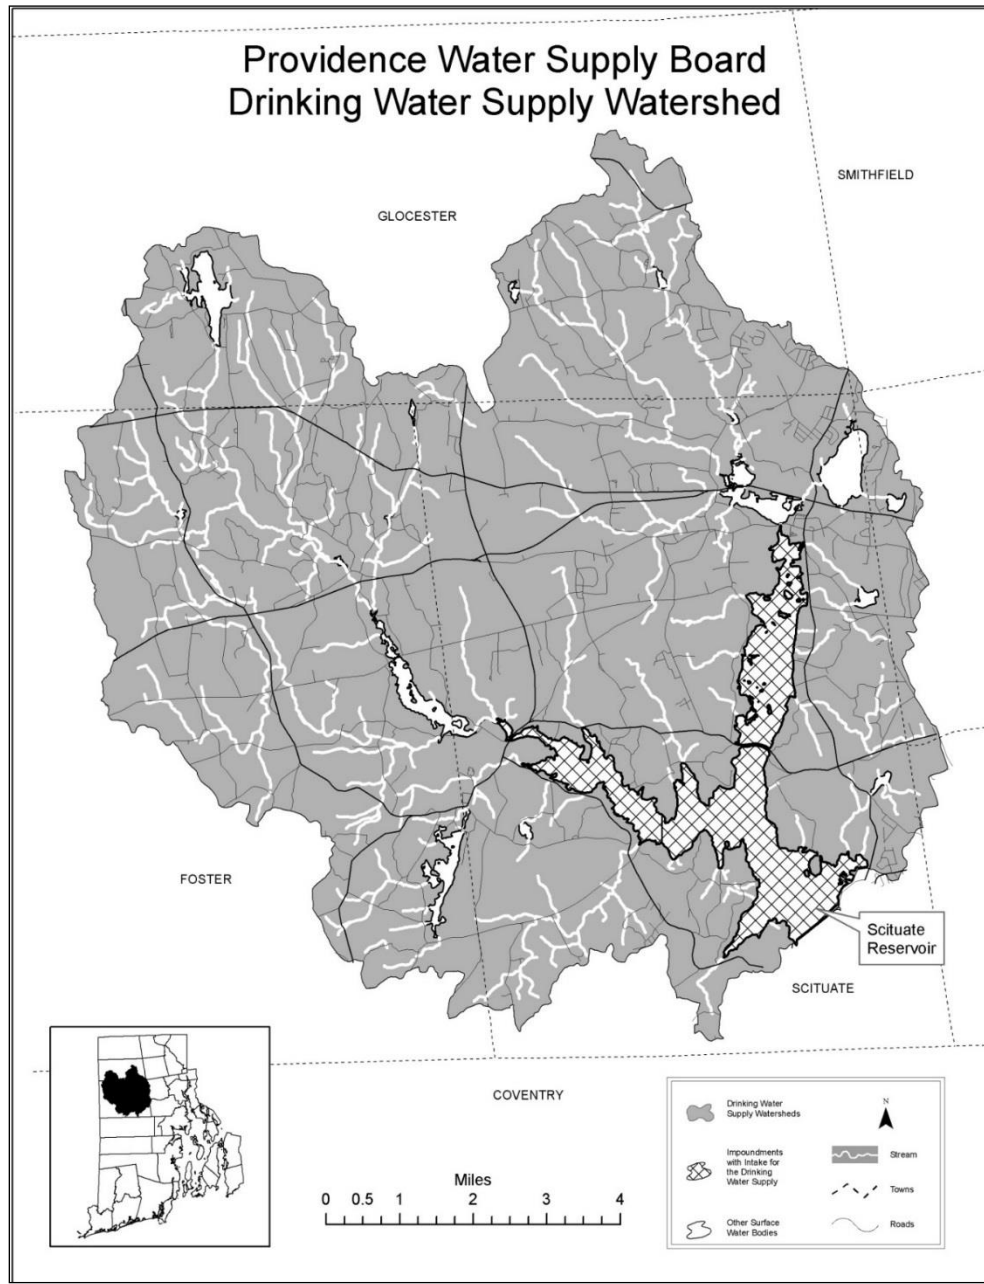 Providence Water Supply Board
Drinking Water Supply Watershed
SMITHFIELD
GLOCESTER
FOSTER
Scituate
Reservoir
SCITUATE
COVENTRY
Miles
0 0.5 1 2 3 4
Drinking Water
Supply Watersheds
N
Impoundments
with Intake for
the Drinking
Water Supply
Stream
Towns
Other Surface
Water Bodies
Roads